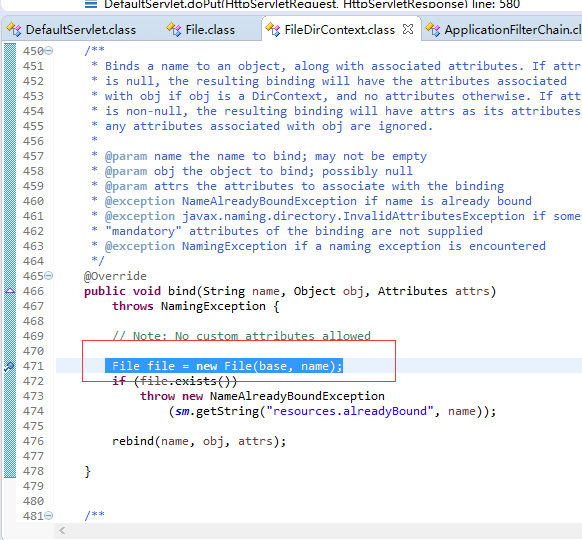 DefaultServlet.doPut(HttpServletRequest, HttpServletResponse) line: 580
DefaultServlet.class File.class FileDirContext.class ApplicationFilterChain.cl
450 /**
451 * Binds a name to an object, along with associated attributes. If attr
452 * is null, the resulting binding will have the attributes associated
453 * with obj if obj is a DirContext, and no attributes otherwise. If att
454 * is non-null, the resulting binding will have attrs as its attributes
455 * any attributes associated with obj are ignored.
456 *
457 * @param name the name to bind; may not be empty
458 * @param obj the object to bind; possibly null
459 * @param attrs the attributes to associate with the binding
460 * @exception NameAlreadyBoundException if name is already bound
461 * @exception javax.naming.directory.InvalidAttributesException if some
462 * "mandatory" attributes of the binding are not supplied
463 * @exception NamingException if a naming exception is encountered
464 */
465 @Override
466 public void bind(String name, Object obj, Attributes attrs)
467 throws NamingException {
468
469 // Note: No custom attributes allowed
470
471 File file = new File(base, name);
472 if (file.exists())
473 throw new NameAlreadyBoundException
474 (sm.getString("resources.alreadyBound", name));
475
476 rebind(name, obj, attrs);
477
478 }
479
480
481 /**